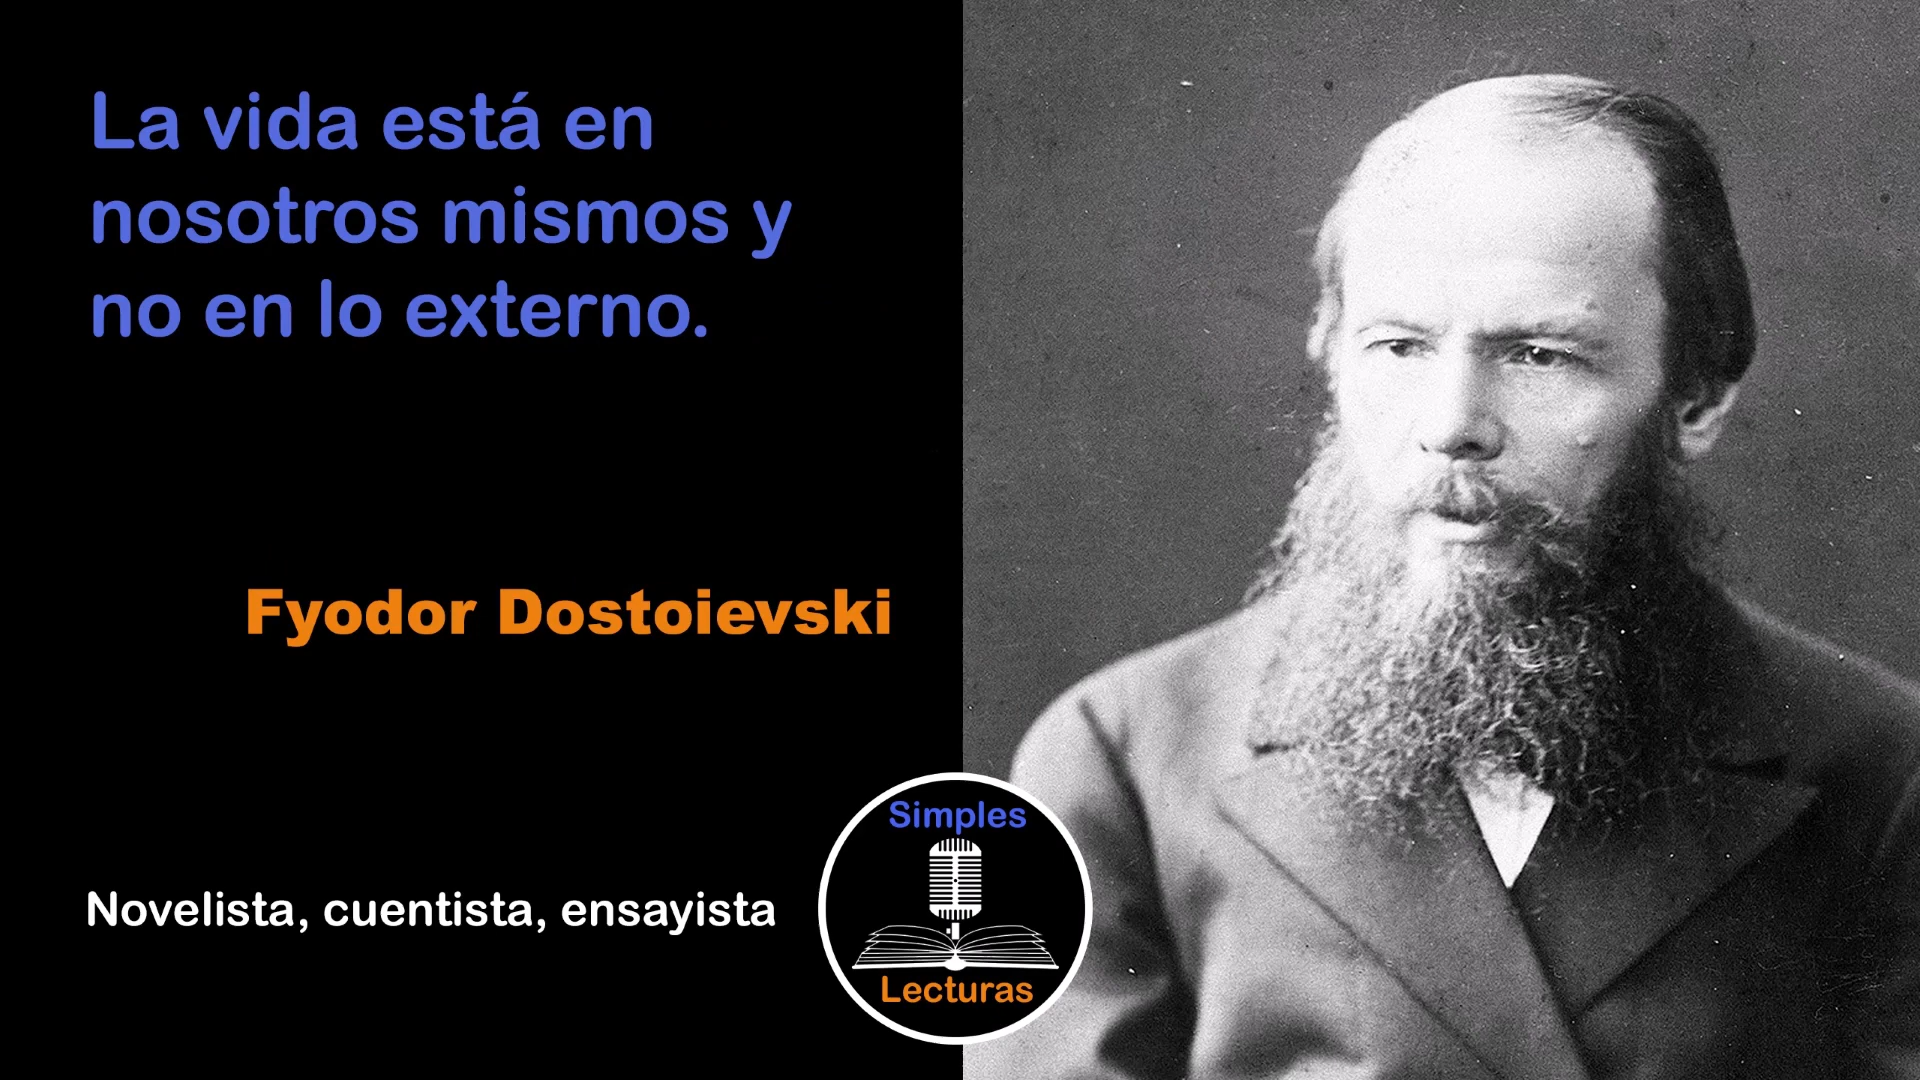 La vida está en
nosotros mismos y
no en lo externo.
Fyodor Dostoievski
Novelista, cuentista, ensayista
Simples
Lecturas